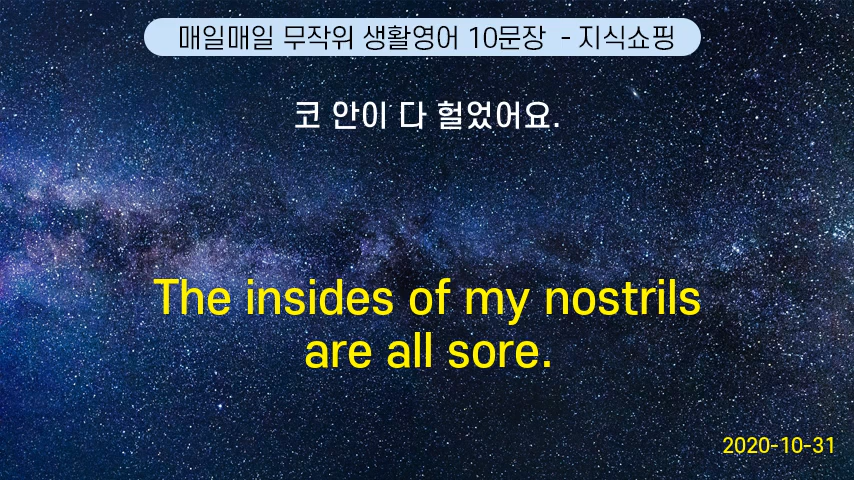 매일매일 무작위 생활영어 10문장 - 지식쇼핑
코 안이 다 헐었어요.
The insides of my nostrils
are all sore.
2020-10-31